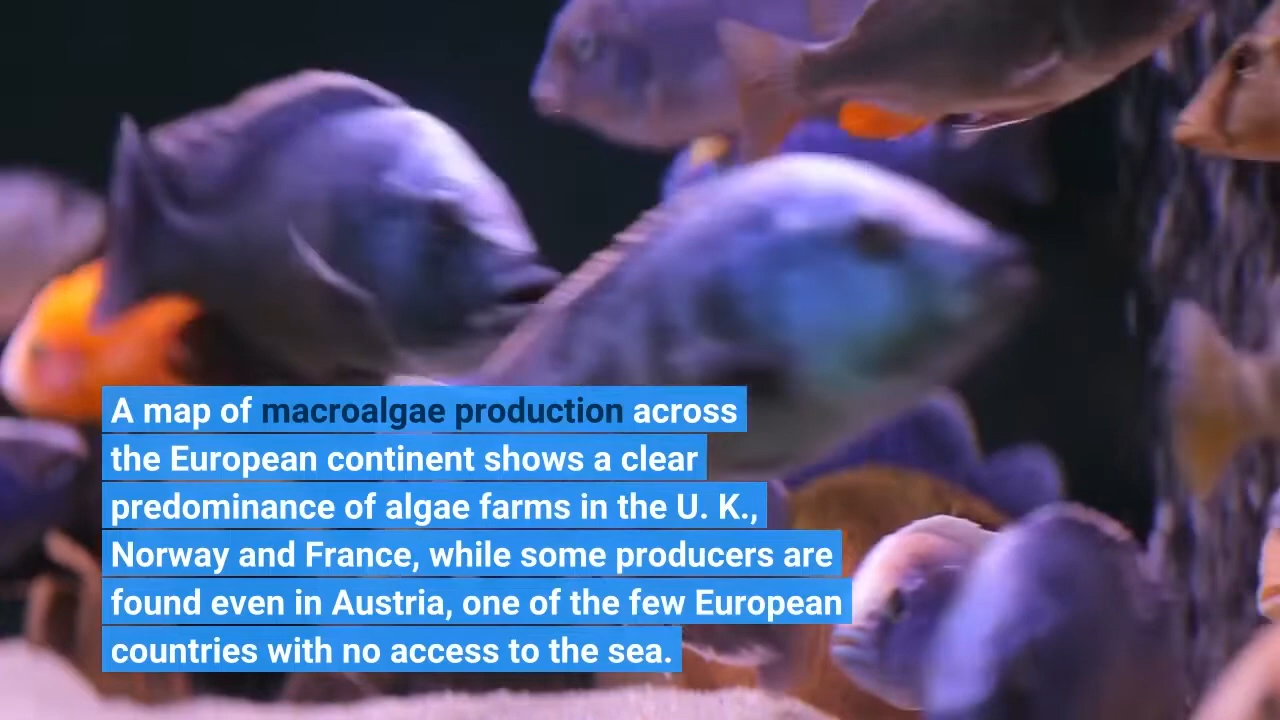 A map of macroalgae production across
the European continent shows a clear
predominance of algae farms in the U. K.,
Norway and France, while some producers are
found even in Austria, one of the few European
countries with no access to the sea.